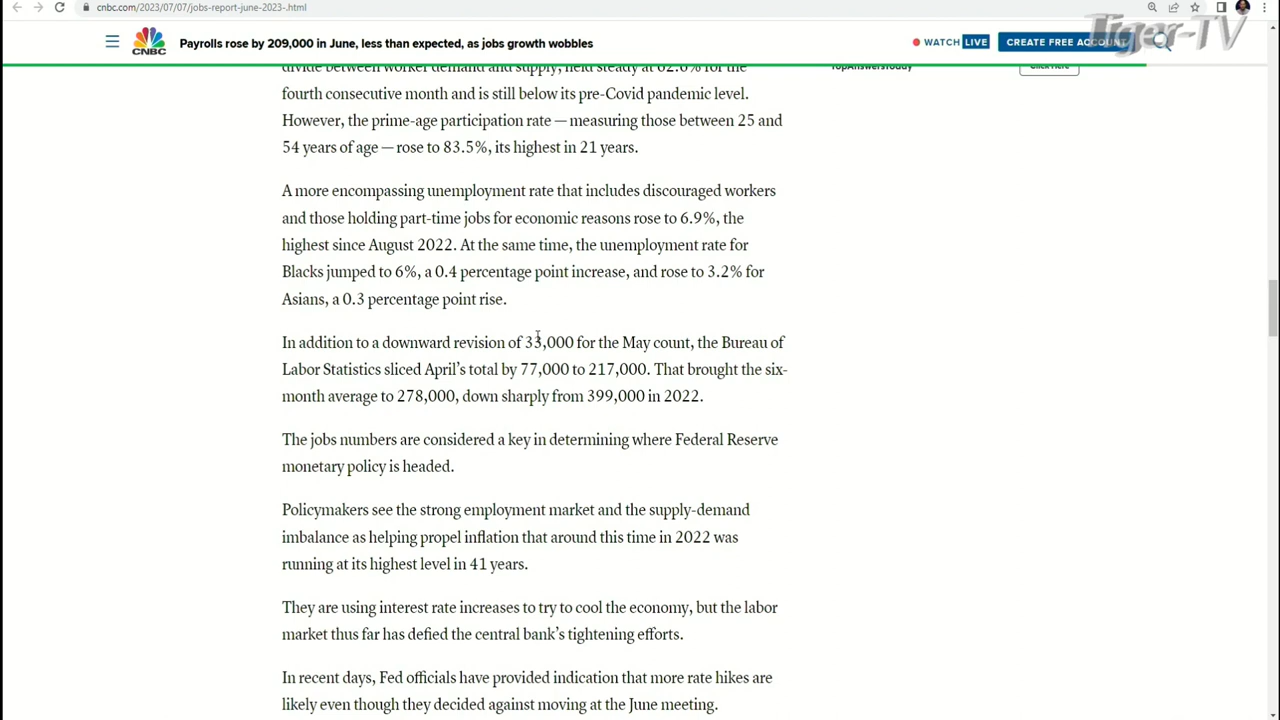 cnbc.com/2023/07/07/jobs-report-june-2023-.html
Tiger-TV
CNBC
Payrolls rose by 209,000 in June, less than expected, as jobs growth wobbles
WATCH LIVE
CREATE FREE ACCOUNT
divide between worker demand and supply, held steady at 62.6% for the
fourth consecutive month and is still below its pre-Covid pandemic level.
However, the prime-age participation rate — measuring those between 25 and
54 years of age — rose to 83.5%, its highest in 21 years.
A more encompassing unemployment rate that includes discouraged workers
and those holding part-time jobs for economic reasons rose to 6.9%, the
highest since August 2022. At the same time, the unemployment rate for
Blacks jumped to 6%, a 0.4 percentage point increase, and rose to 3.2% for
Asians, a 0.3 percentage point rise.
In addition to a downward revision of 33,000 for the May count, the Bureau of
Labor Statistics sliced April’s total by 77,000 to 217,000. That brought the six-
month average to 278,000, down sharply from 399,000 in 2022.
The jobs numbers are considered a key in determining where Federal Reserve
monetary policy is headed.
Policymakers see the strong employment market and the supply-demand
imbalance as helping propel inflation that around this time in 2022 was
running at its highest level in 41 years.
They are using interest rate increases to try to cool the economy, but the labor
market thus far has defied the central bank’s tightening efforts.
In recent days, Fed officials have provided indication that more rate hikes are
likely even though they decided against moving at the June meeting.